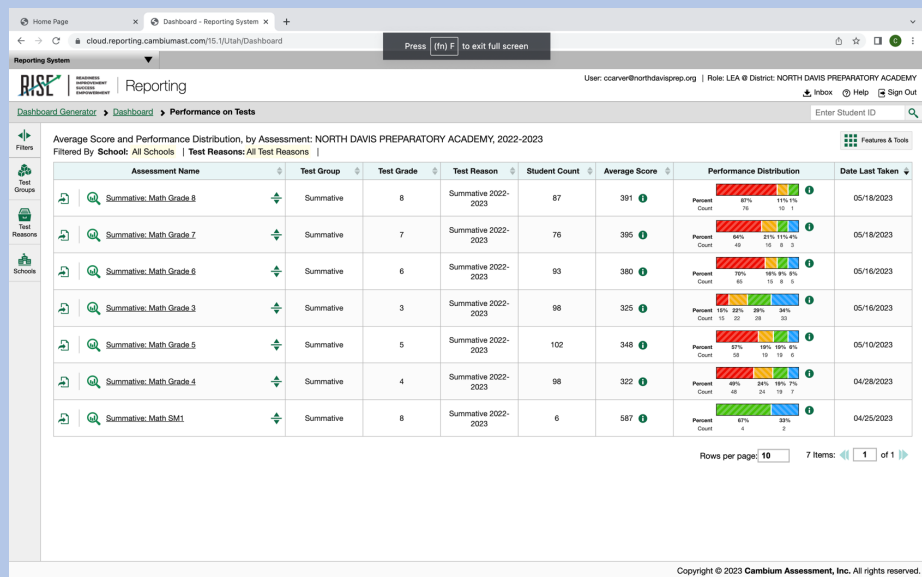 Home Page
Dashboard - Reporting System
cloud.reporting.cambiumast.com/15.1/Utah/Dashboard
Press (fn) F to exit full screen
Reporting System
RISE READINESS IMPROVEMENT SUCCESS EMPOWERMENT Reporting
User: ccarver@northdavisprep.org | Role: LEA @ District: NORTH DAVIS PREPARATORY ACADEMY
Inbox Help Sign Out
Dashboard Generator > Dashboard > Performance on Tests
Enter Student ID
Filters
Test Groups
Test Reasons
Schools
Average Score and Performance Distribution, by Assessment: NORTH DAVIS PREPARATORY ACADEMY, 2022-2023
Filtered By School: All Schools | Test Reasons: All Test Reasons |
Features & Tools
Assessment Name Test Group Test Grade Test Reason Student Count Average Score Performance Distribution Date Last Taken
Summative: Math Grade 8 Summative 8 Summative 2022-2023 87 391 05/18/2023
Percent 87% 11% 1%
Count 76 10 1
Summative: Math Grade 7 Summative 7 Summative 2022-2023 76 395 05/18/2023
Percent 64% 21% 11% 4%
Count 49 16 8 3
Summative: Math Grade 6 Summative 6 Summative 2022-2023 93 380 05/16/2023
Percent 70% 16% 9% 5%
Count 65 15 8 5
Summative: Math Grade 3 Summative 3 Summative 2022-2023 98 325 05/16/2023
Percent 15% 22% 29% 34%
Count 15 22 28 33
Summative: Math Grade 5 Summative 5 Summative 2022-2023 102 348 05/10/2023
Percent 57% 19% 19% 6%
Count 58 19 19 6
Summative: Math Grade 4 Summative 4 Summative 2022-2023 98 322 04/28/2023
Percent 49% 24% 19% 7%
Count 48 24 19 7
Summative: Math SM1 Summative 8 Summative 2022-2023 6 587 04/25/2023
Percent 67% 33%
Count 4 2
Rows per page: 10 7 Items: 1 of 1
Copyright © 2023 Cambium Assessment, Inc. All rights reserved.